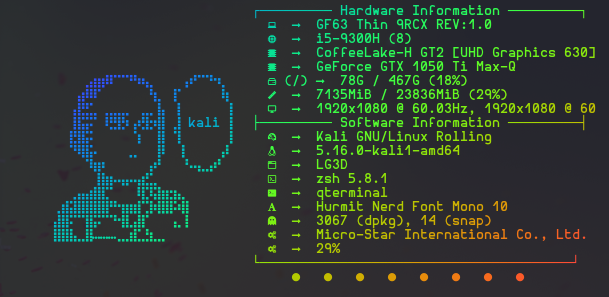 Hardware Information
→ GF63 Thin 9RCX REV:1.0
→ i5-9300H (8)
→ CoffeeLake-H GT2 [UHD Graphics 630]
→ GeForce GTX 1050 Ti Max-Q
(/) → 78G / 467G (18%)
→ 7135MiB / 23836MiB (29%)
→ 1920x1080 @ 60.03Hz, 1920x1080 @ 60
kali
Software Information
→ Kali GNU/Linux Rolling
→ 5.16.0-kali1-amd64
→ LG3D
→ zsh 5.8.1
→ qterminal
→ Hurmit Nerd Font Mono 10
→ 3067 (dpkg), 14 (snap)
→ Micro-Star International Co., Ltd.
→ 29%